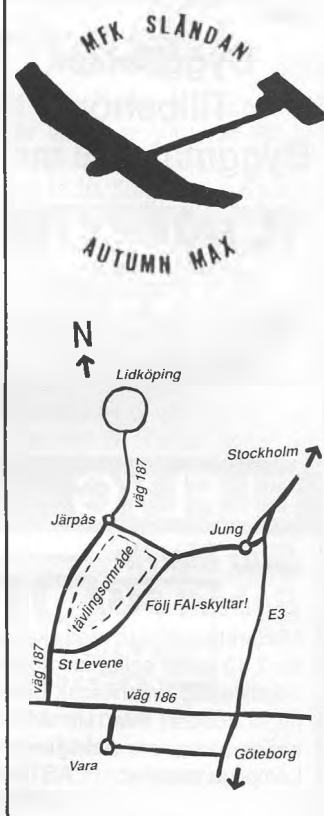 MFK SLÄNDAN
AUTUMN MAX
N
Lidköping
Stockholm
väg 187
Järpås
Jung
tävlingsområde
Följ FAI-skyltar!
E3
väg 187
St Levene
väg 186
Vara
Göteborg